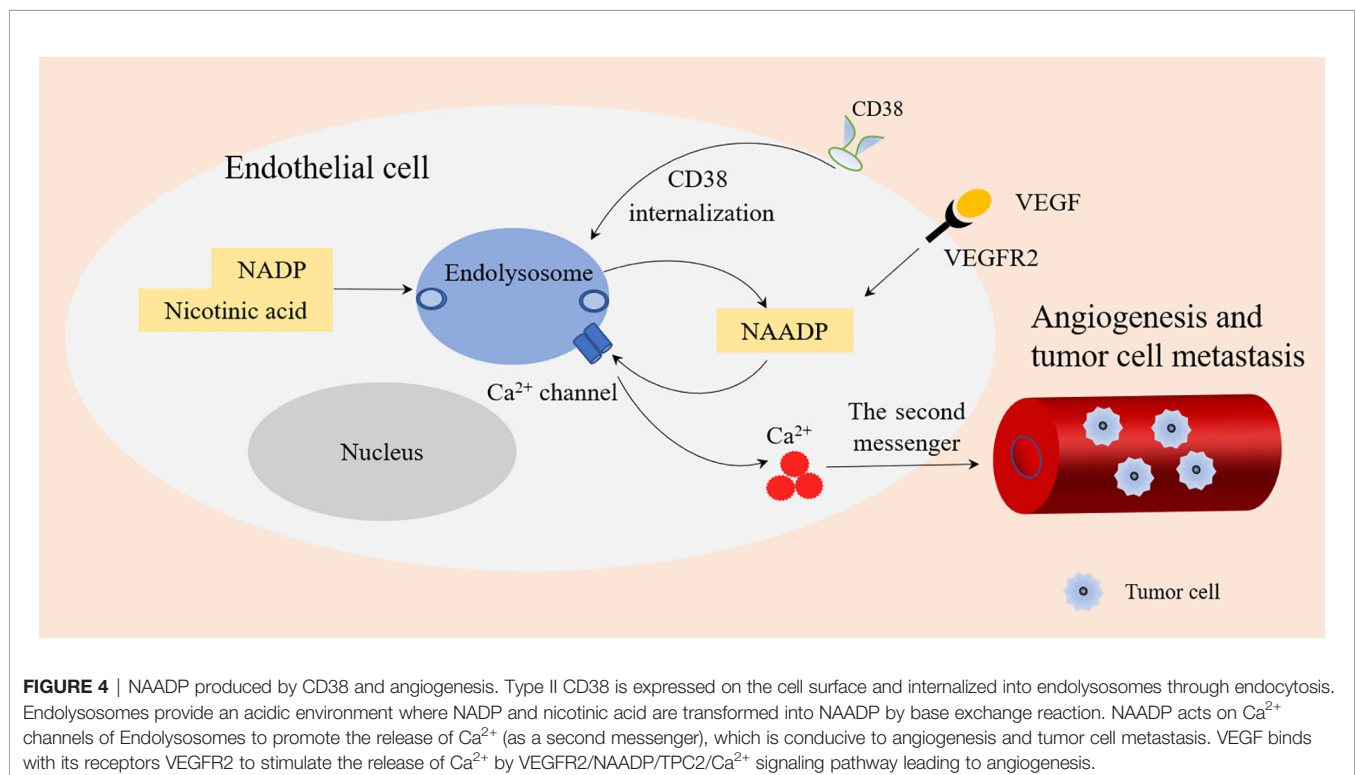 CD38
Endothelial cell
CD38
internalization
VEGF
VEGFR2
NADP
Nicotinic acid
Endolysosome
NAADP
Angiogenesis and
tumor cell metastasis
Ca²⁺ channel
The second
messenger
Ca²⁺
Nucleus
Tumor cell
FIGURE 4 | NAADP produced by CD38 and angiogenesis. Type II CD38 is expressed on the cell surface and internalized into endolysosomes through endocytosis.
Endolysosomes provide an acidic environment where NADP and nicotinic acid are transformed into NAADP by base exchange reaction. NAADP acts on Ca²⁺
channels of Endolysosomes to promote the release of Ca²⁺ (as a second messenger), which is conducive to angiogenesis and tumor cell metastasis. VEGF binds
with its receptors VEGFR2 to stimulate the release of Ca²⁺ by VEGFR2/NAADP/TPC2/Ca²⁺ signaling pathway leading to angiogenesis.